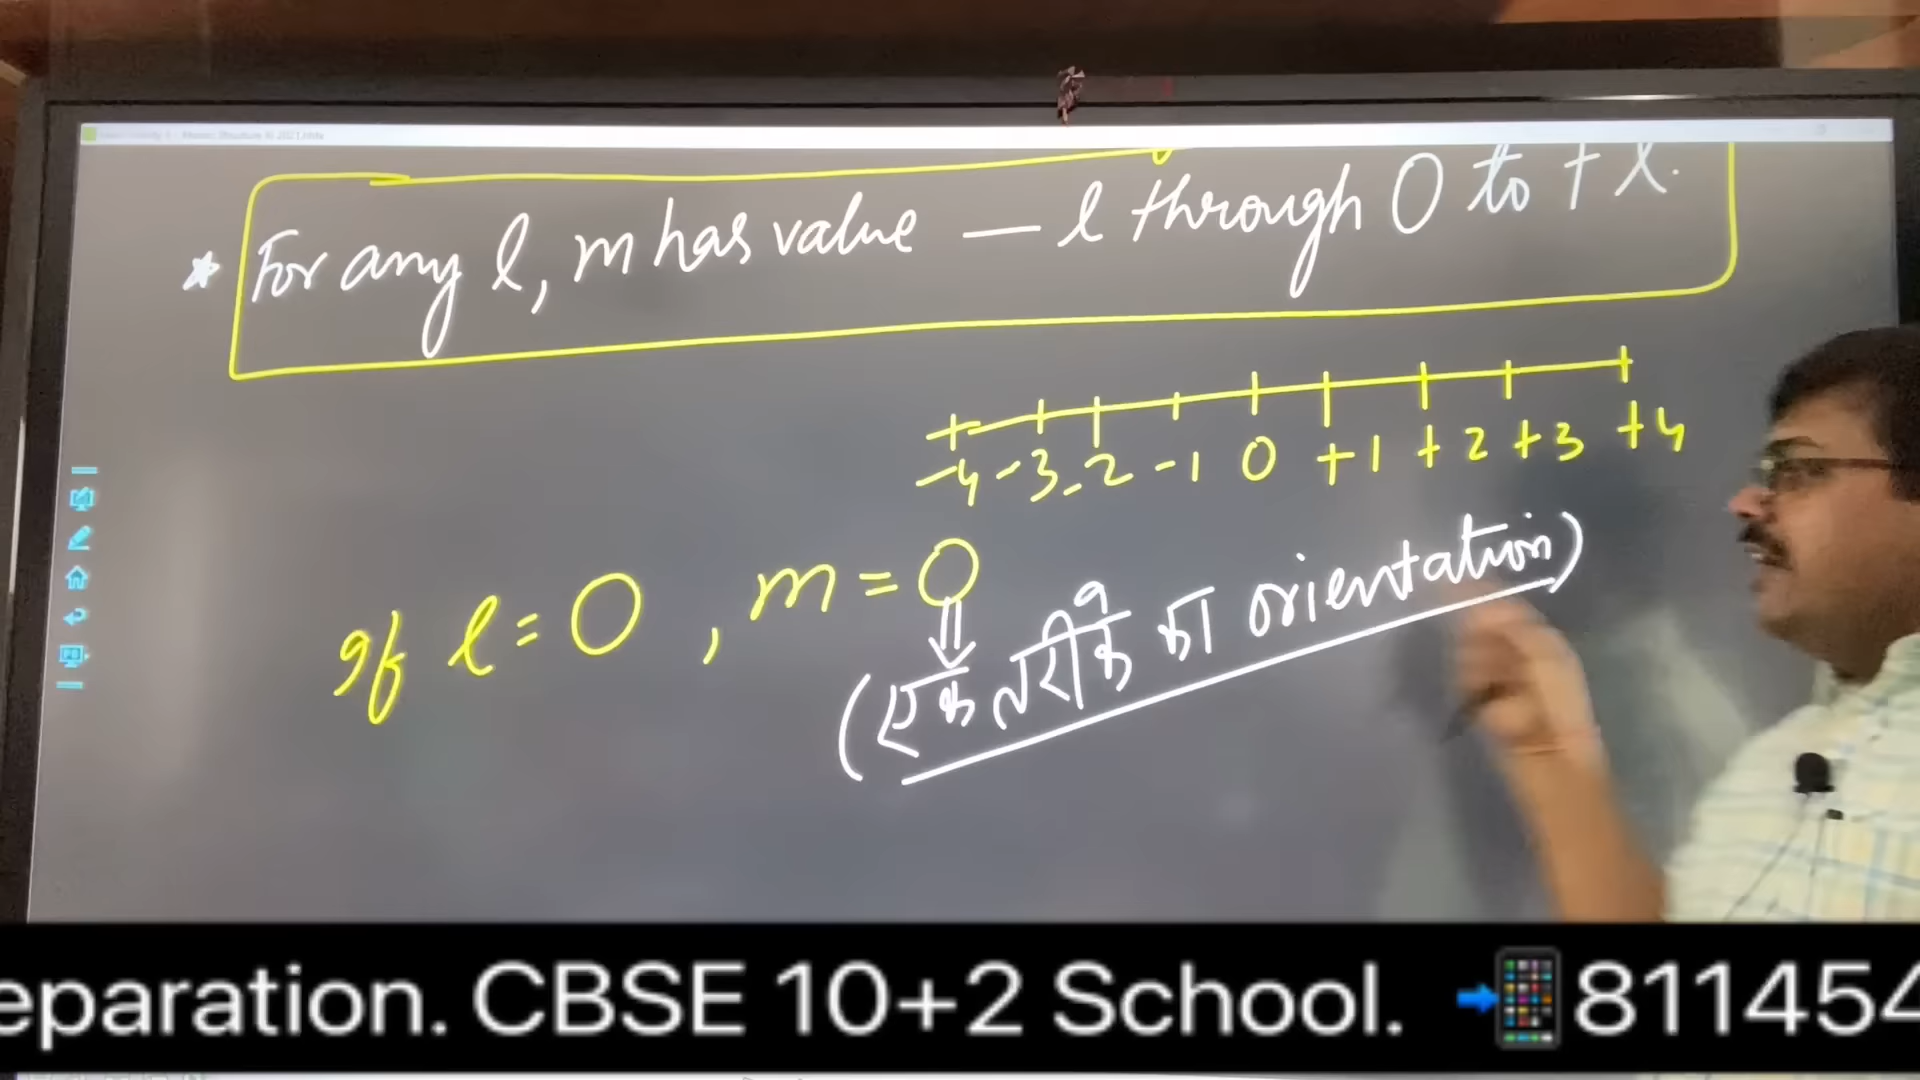 * For any l, m has value — l through 0 to + l.
-4 -3 -2 -1 0 +1 +2 +3 +4
If l = 0 , m = 0
(एक तरीके का orientation)
eparation. CBSE 10+2 School. 811454